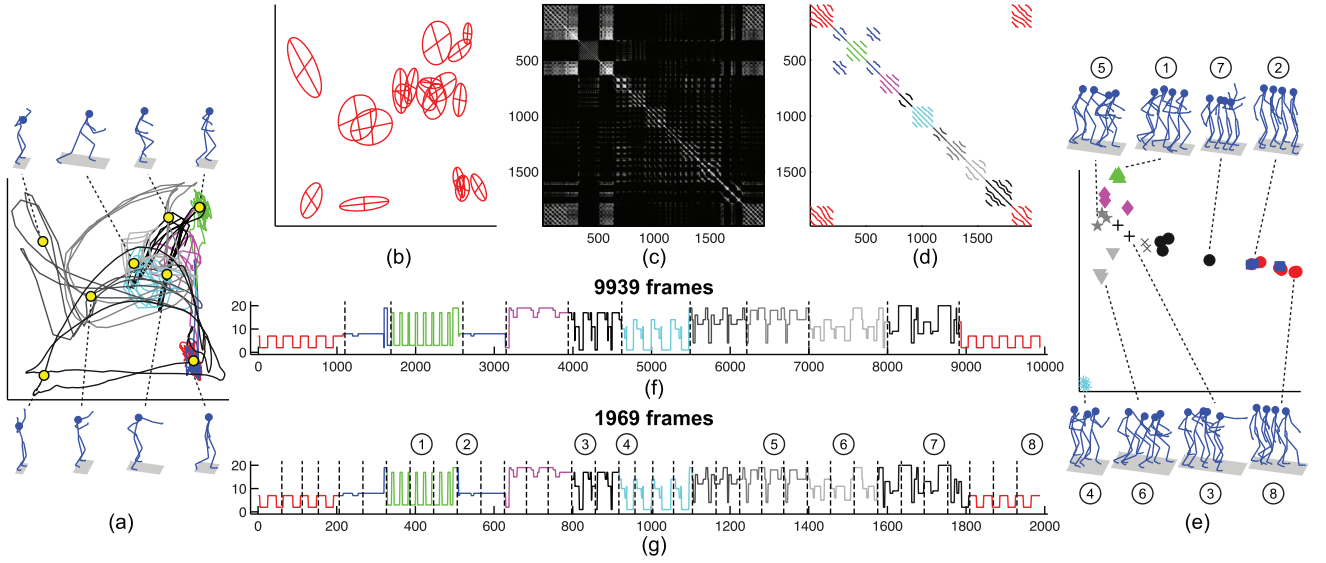 500
1000
1500
500 1000 1500
(b)
(c)
500 1000 1500
(d)
5 1 7 2
(a)
9939 frames
20
10
0
0 1000 2000 3000 4000 5000 6000 7000 8000 9000 10000
(f)
1969 frames
1 2 3 4 5 6 7 8
20
10
0
0 200 400 600 800 1000 1200 1400 1600 1800 2000
(g)
4 6 3 8
(e)
500
1000
1500